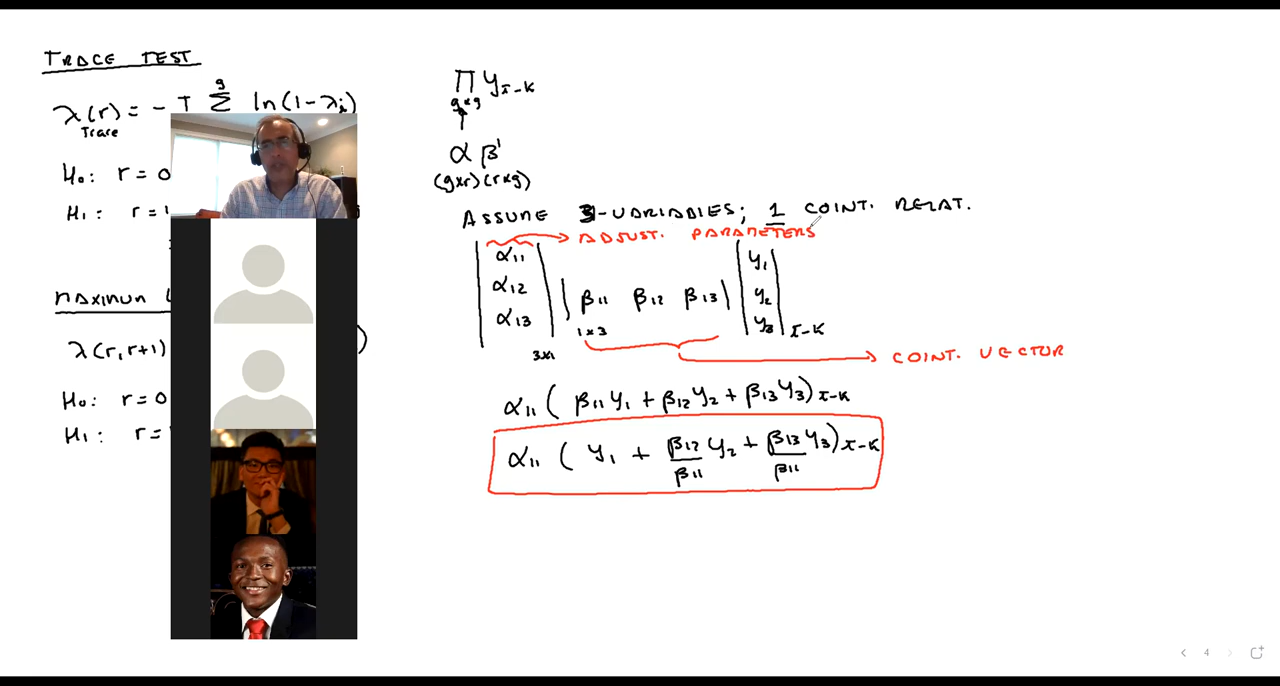 TRACE TEST
λ(r) = - T Σ ln(1-λi)
g
Trace
H₀: r = 0
H₁: r = 1
MAXIMUM
λ(r, r+1) )
H₀: r = 0
H₁: r =
Π y t-k
g×g
α β'
(g×r)(r×g)
ASSUME 3-VARIABLES; 1 COINT. RELAT.
ADJUST. PARAMETERS
α₁₁ y₁
α₁₂ β₁₁ β₁₂ β₁₃ y₂
α₁₃ 1×3 y₃ t-k
3×1
COINT. VECTOR
α₁₁ ( β₁₁y₁ + β₁₂y₂ + β₁₃y₃) t-k
α₁₁ ( y₁ + β₁₂/β₁₁ y₂ + β₁₃/β₁₁ y₃) t-k
4